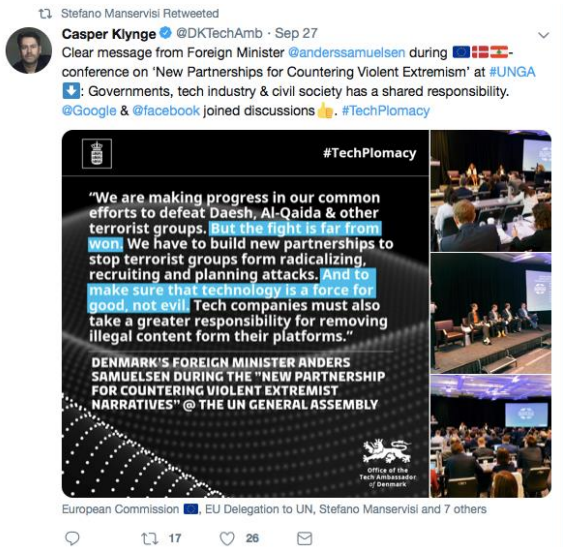 Stefano Manservisi Retweeted
Casper Klynge @DKTechAmb · Sep 27
Clear message from Foreign Minister @anderssamuelsen during 🇪🇺🇩🇰🇱🇧-
conference on ‘New Partnerships for Countering Violent Extremism’ at #UNGA
⬇️: Governments, tech industry & civil society has a shared responsibility.
@Google & @facebook joined discussions👍. #TechPlomacy
#TechPlomacy
“We are making progress in our common
efforts to defeat Daesh, Al-Qaida & other
terrorist groups. But the fight is far from
won. We have to build new partnerships to
stop terrorist groups form radicalizing,
recruiting and planning attacks. And to
make sure that technology is a force for
good, not evil. Tech companies must also
take a greater responsibility for removing
illegal content form their platforms.”
DENMARK'S FOREIGN MINISTER ANDERS
SAMUELSEN DURING THE "NEW PARTNERSHIP
FOR COUNTERING VIOLENT EXTREMIST
NARRATIVES" @ THE UN GENERAL ASSEMBLY
Office of the
Tech Ambassador
of Denmark
European Commission 🇪🇺, EU Delegation to UN, Stefano Manservisi and 7 others
17 26